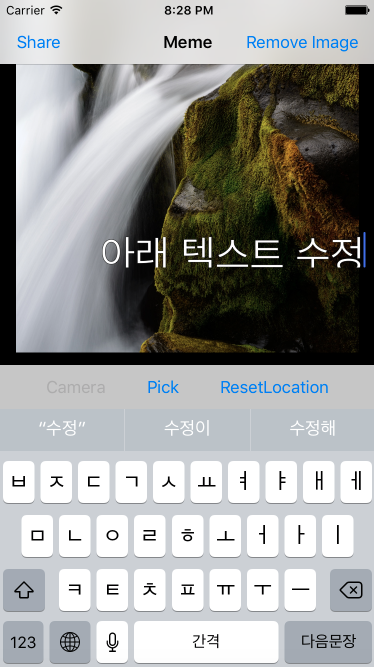 Carrier 8:28 PM
Share Meme Remove Image
아래 텍스트 수정
Camera Pick ResetLocation
“수정” 수정이 수정해
ㅂ ㅈ ㄷ ㄱ ㅅ ㅛ ㅕ ㅑ ㅐ ㅔ
ㅁ ㄴ ㅇ ㄹ ㅎ ㅗ ㅓ ㅏ ㅣ
ㅋ ㅌ ㅊ ㅍ ㅠ ㅜ ㅡ
123 간격 다음문장